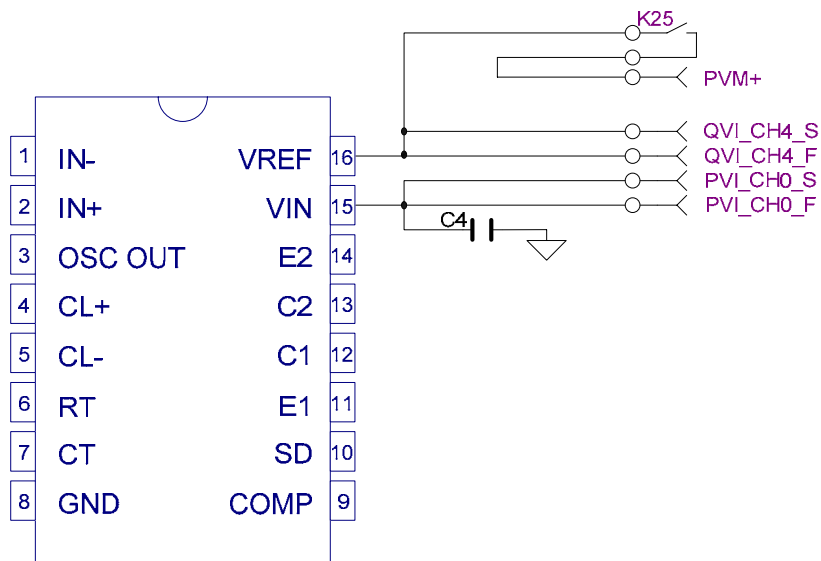 K25
PVM+
QVI_CH4_S
QVI_CH4_F
PVI_CH0_S
PVI_CH0_F
C4
1 IN- VREF 16
2 IN+ VIN 15
3 OSC OUT E2 14
4 CL+ C2 13
5 CL- C1 12
6 RT E1 11
7 CT SD 10
8 GND COMP 9